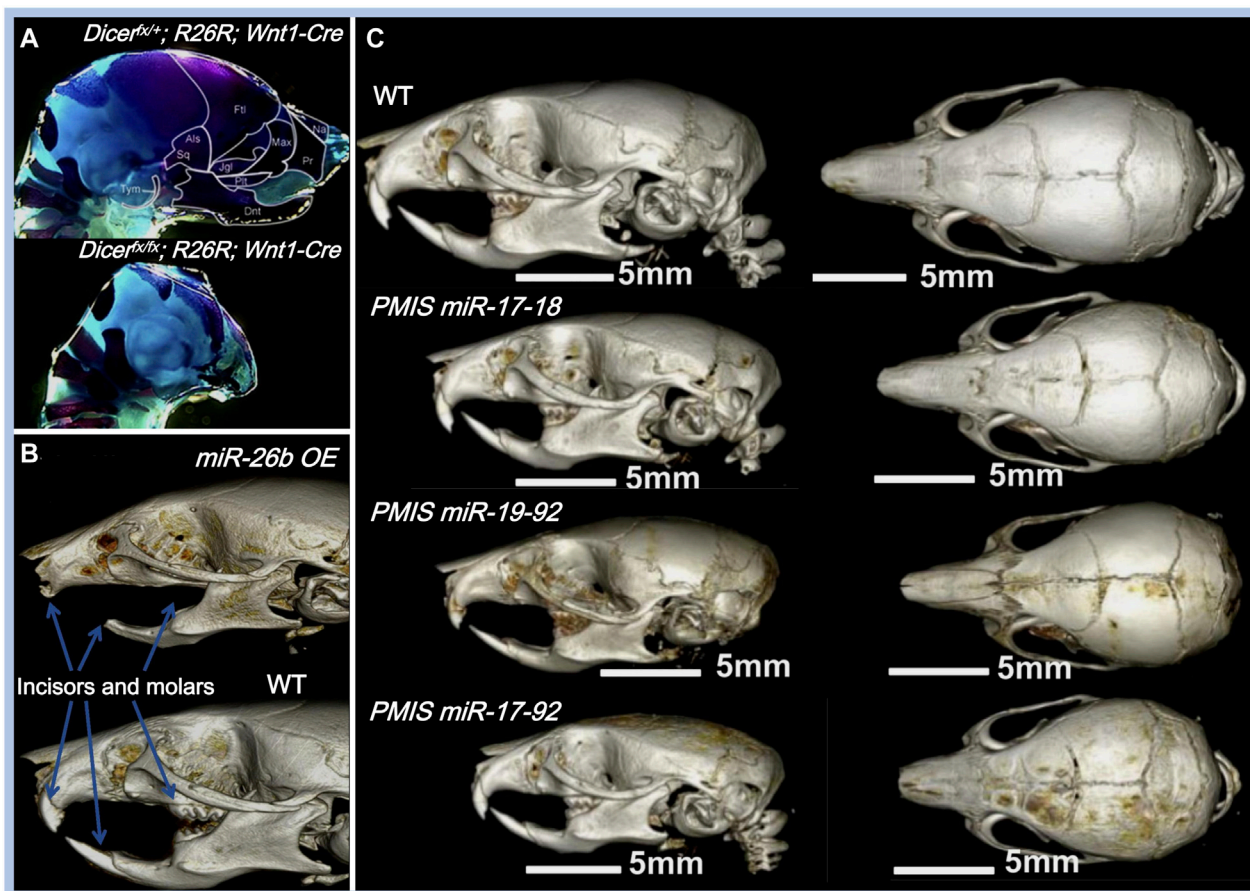 A
Dicerfx/+; R26R; Wnt1-Cre
Ftl
Als
Sq
Max
Na
Pr
Jgl
Plt
Tym
Dnt
Dicerfx/fx; R26R; Wnt1-Cre
B
miR-26b OE
Incisors and molars
WT
C
WT
5mm
5mm
PMIS miR-17-18
5mm
5mm
PMIS miR-19-92
5mm
5mm
PMIS miR-17-92
5mm
5mm